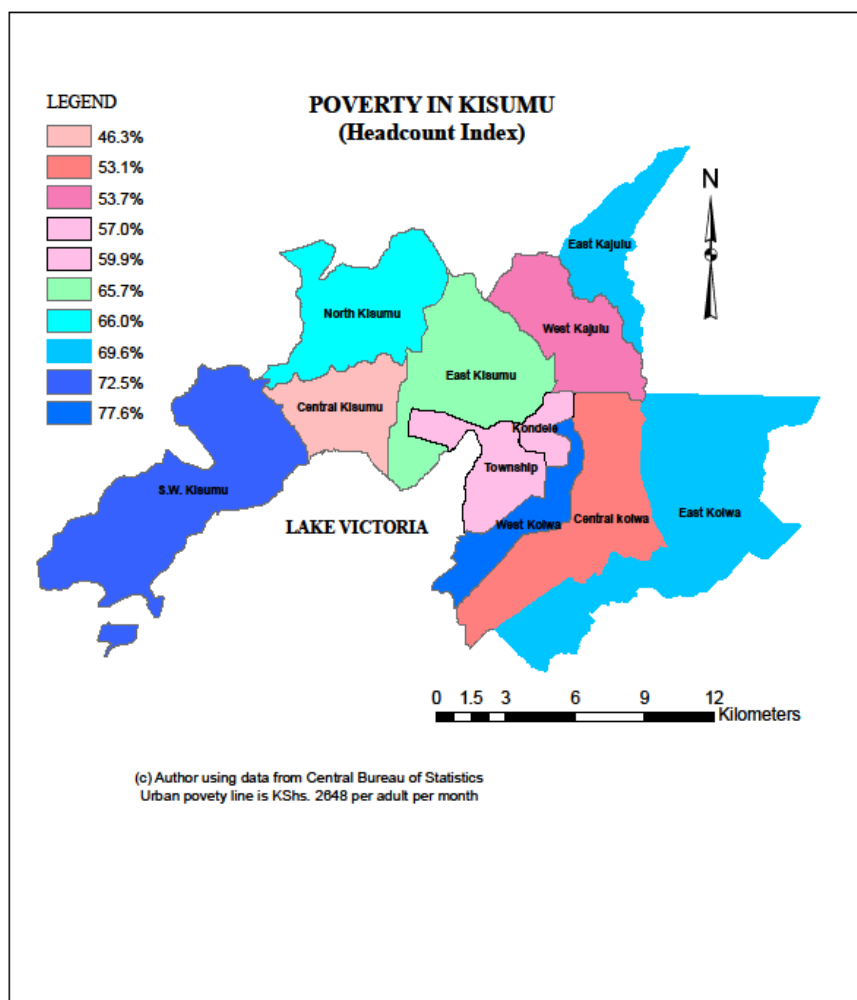 POVERTY IN KISUMU
(Headcount Index)
LEGEND
46.3%
53.1%
53.7%
57.0%
59.9%
65.7%
66.0%
69.6%
72.5%
77.6%
N
East Kajulu
North Kisumu
West Kajulu
East Kisumu
Central Kisumu
Kondele
Township
S.W. Kisumu
LAKE VICTORIA
West Kolwa
Central kolwa
East Kolwa
0 1.5 3 6 9 12
Kilometers
(c) Author using data from Central Bureau of Statistics
Urban povety line is KShs. 2648 per adult per month